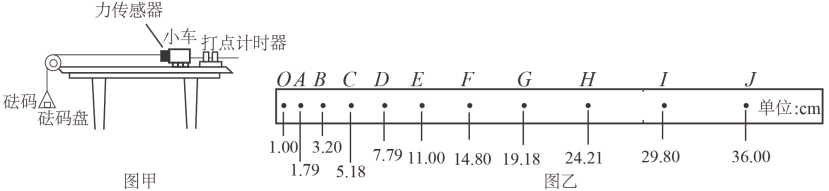 力传感器
小车
打点计时器
砝码
砝码盘
图甲
O A B C D E F G H I J
单位:cm
1.00 3.20 7.79 11.00 14.80 19.18 24.21 29.80 36.00
1.79 5.18
图乙